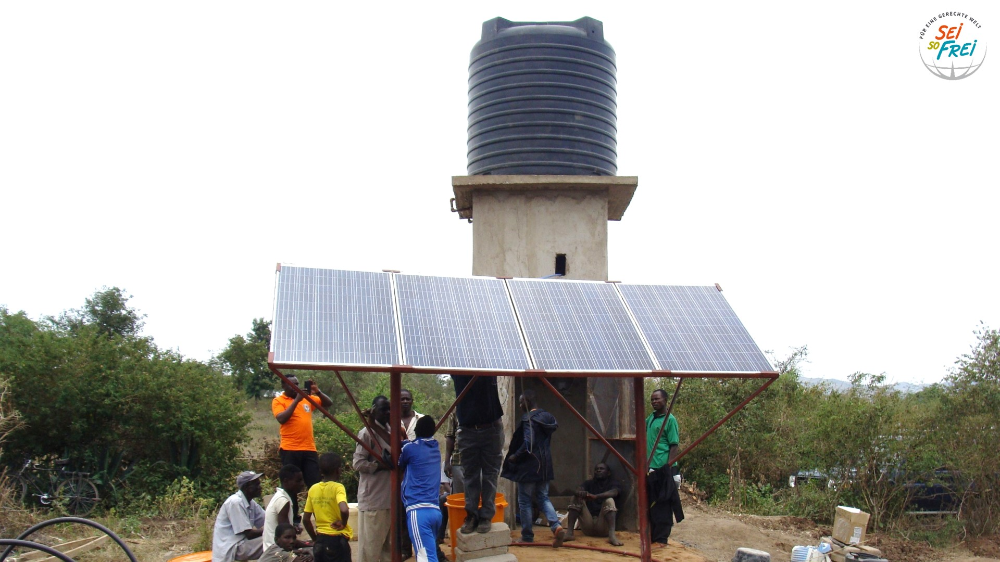 FÜR EINE GERECHTE WELT
SEi
SO
FREi